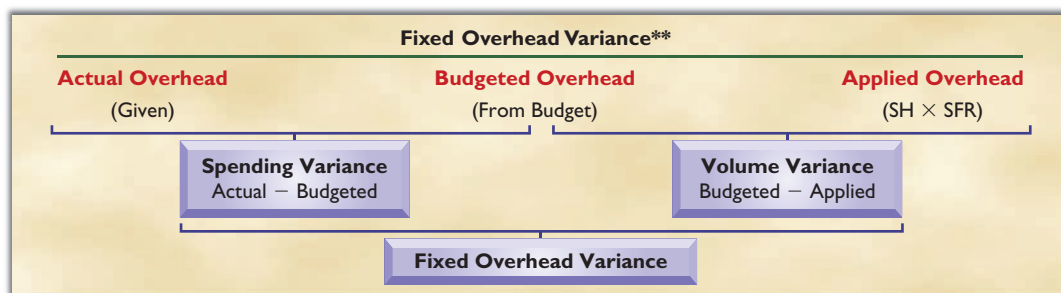 Fixed Overhead Variance**
Actual Overhead Budgeted Overhead Applied Overhead
(Given) (From Budget) (SH × SFR)
Spending Variance Volume Variance
Actual − Budgeted Budgeted − Applied
Fixed Overhead Variance